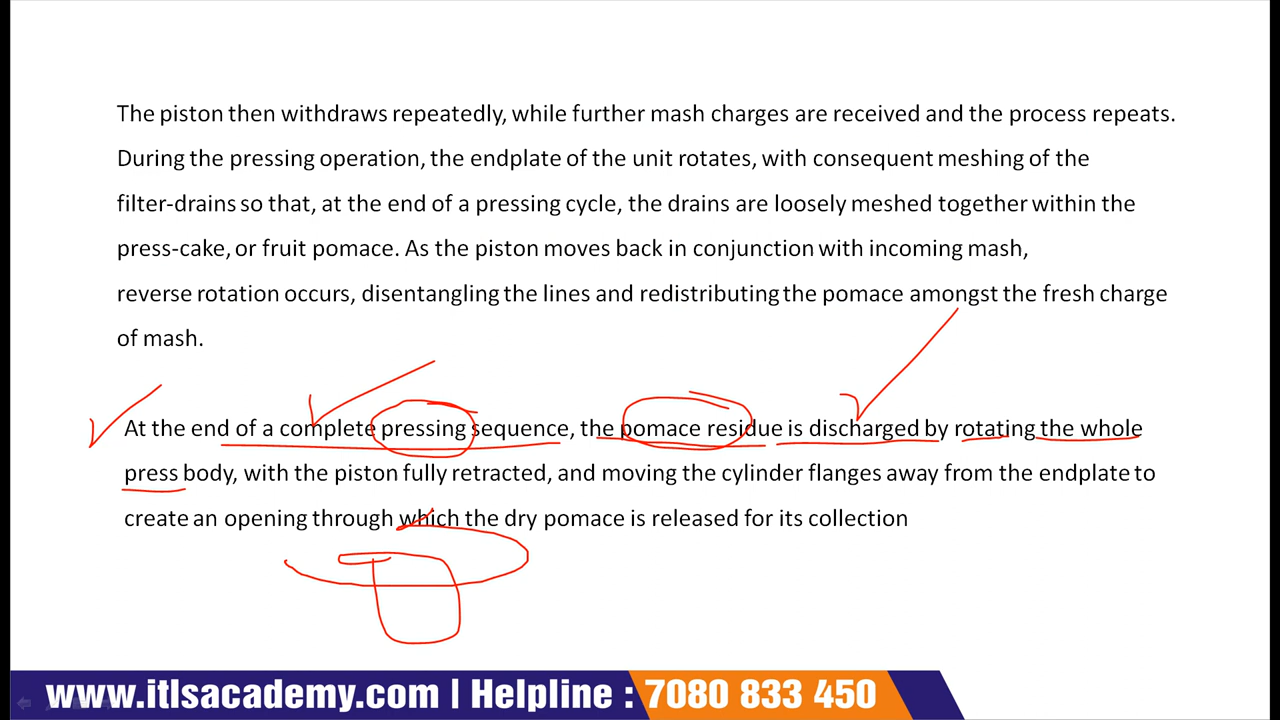 The piston then withdraws repeatedly, while further mash charges are received and the process repeats.
During the pressing operation, the endplate of the unit rotates, with consequent meshing of the
filter-drains so that, at the end of a pressing cycle, the drains are loosely meshed together within the
press-cake, or fruit pomace. As the piston moves back in conjunction with incoming mash,
reverse rotation occurs, disentangling the lines and redistributing the pomace amongst the fresh charge
of mash.
At the end of a complete pressing sequence, the pomace residue is discharged by rotating the whole
press body, with the piston fully retracted, and moving the cylinder flanges away from the endplate to
create an opening through which the dry pomace is released for its collection
www.itlsacademy.com | Helpline : 7080 833 450